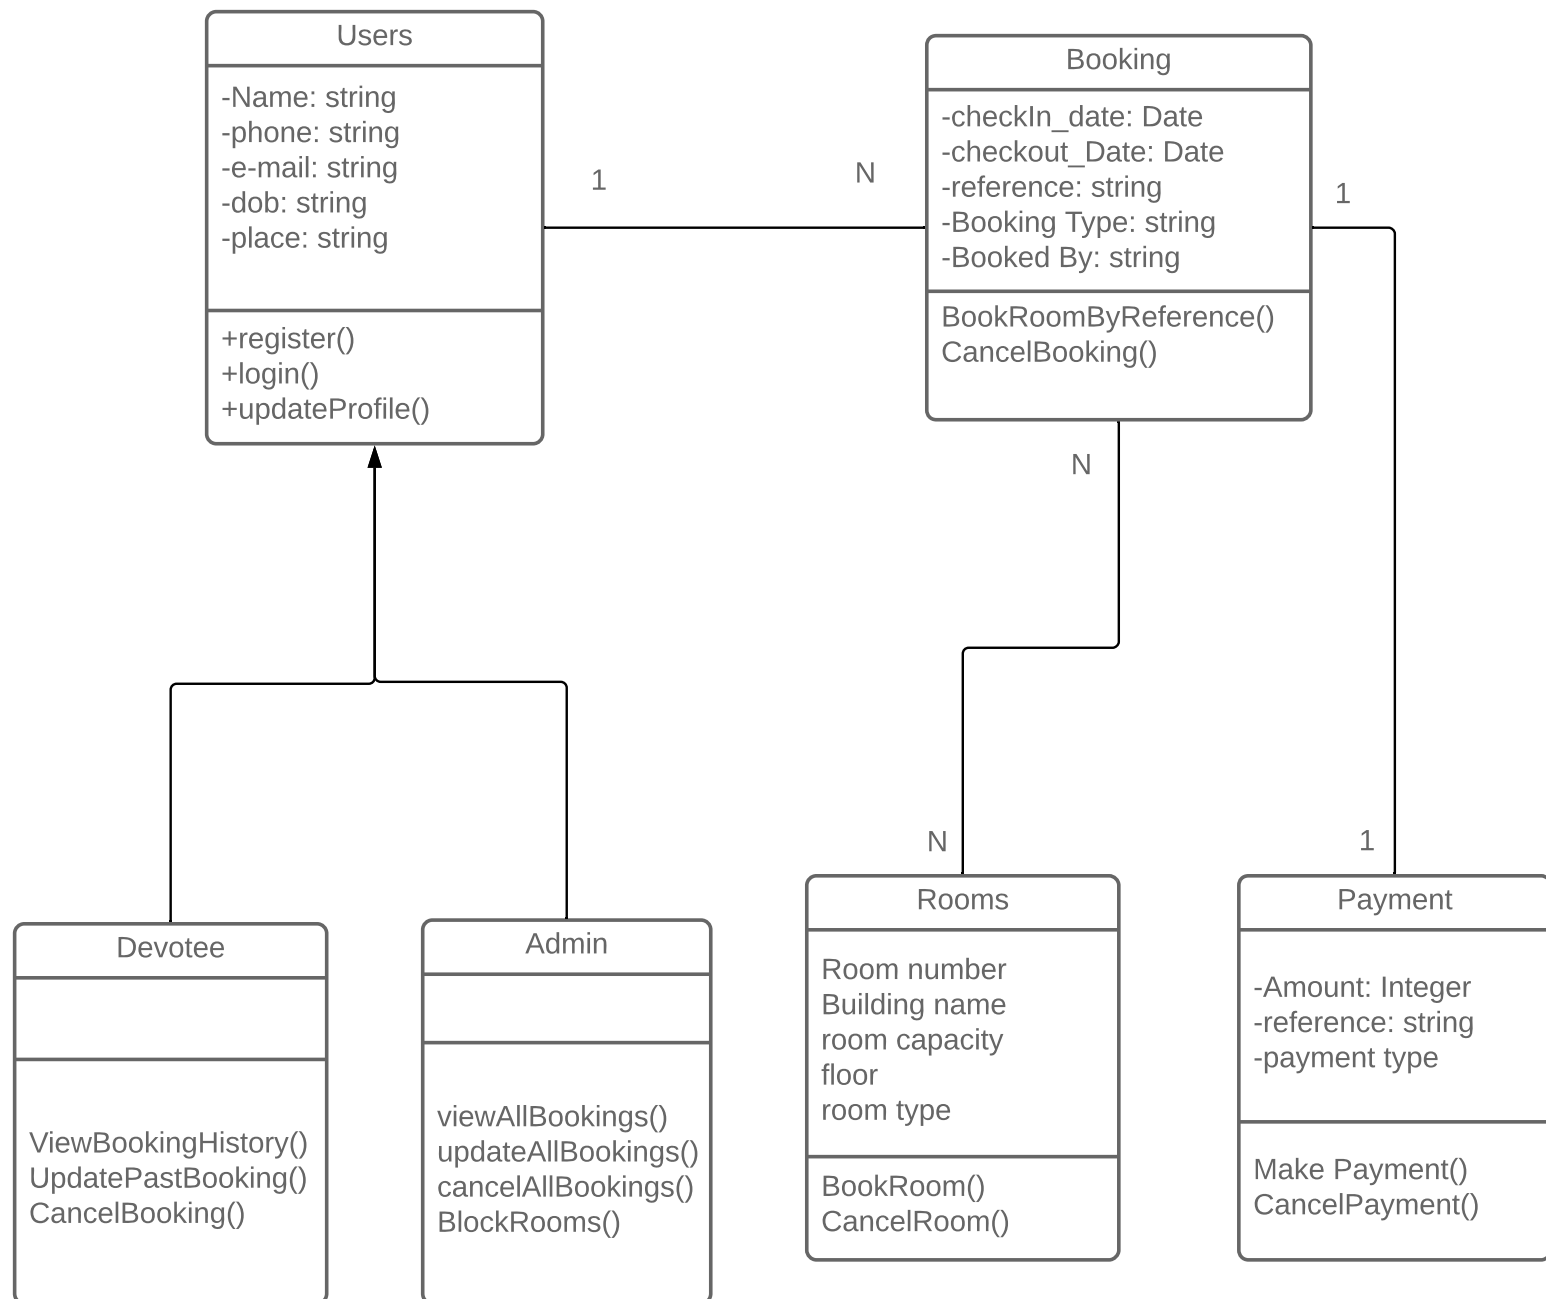 Users
-Name: string
-phone: string
-e-mail: string
-dob: string
-place: string
+register()
+login()
+updateProfile()
1
N
Booking
-checkIn_date: Date
-checkout_Date: Date
-reference: string
-Booking Type: string
-Booked By: string
BookRoomByReference()
CancelBooking()
1
N
N
1
Devotee
ViewBookingHistory()
UpdatePastBooking()
CancelBooking()
Admin
viewAllBookings()
updateAllBookings()
cancelAllBookings()
BlockRooms()
Rooms
Room number
Building name
room capacity
floor
room type
BookRoom()
CancelRoom()
Payment
-Amount: Integer
-reference: string
-payment type
Make Payment()
CancelPayment()